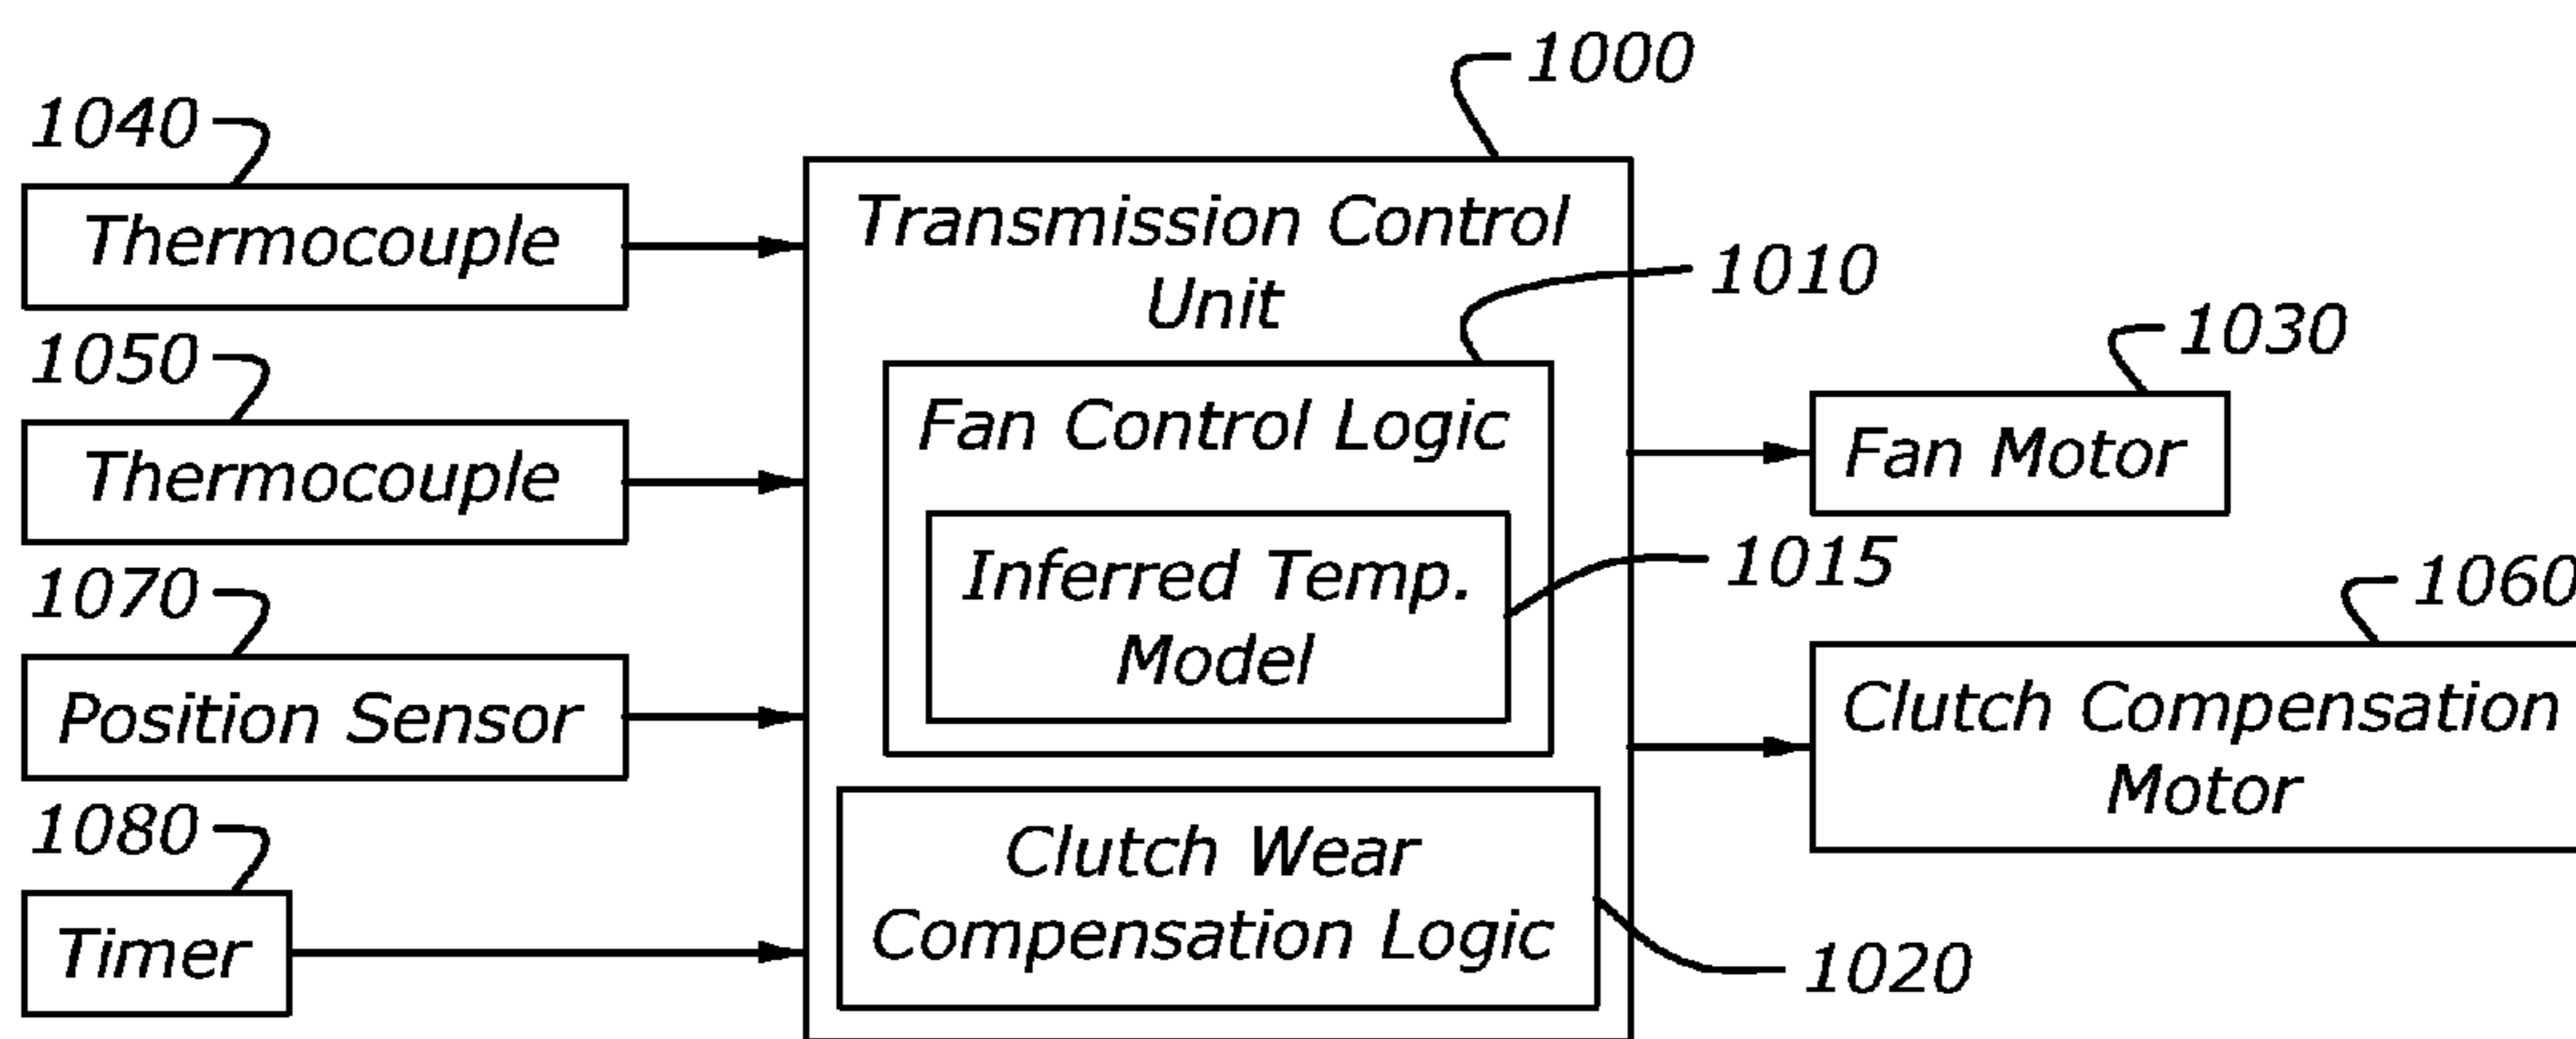 1000
1040
Thermocouple
Transmission Control
Unit
1010
1050
Thermocouple
Fan Control Logic
1030
Fan Motor
Inferred Temp.
Model
1015
1070
Position Sensor
1060
Clutch Compensation
Motor
1080
Timer
Clutch Wear
Compensation Logic
1020